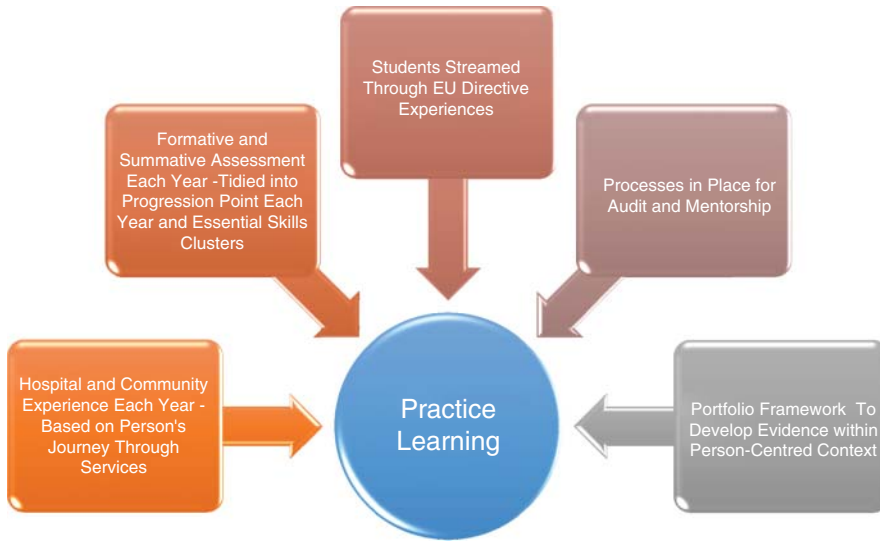 Students Streamed
Through EU Directive
Experiences
Formative and
Summative Assessment
Each Year -Tidied into
Progression Point Each
Year and Essential Skills
Clusters
Processes in Place for
Audit and Mentorship
Hospital and Community
Experience Each Year -
Based on Person's
Journey Through
Services
Practice
Learning
Portfolio Framework To
Develop Evidence within
Person-Centred Context